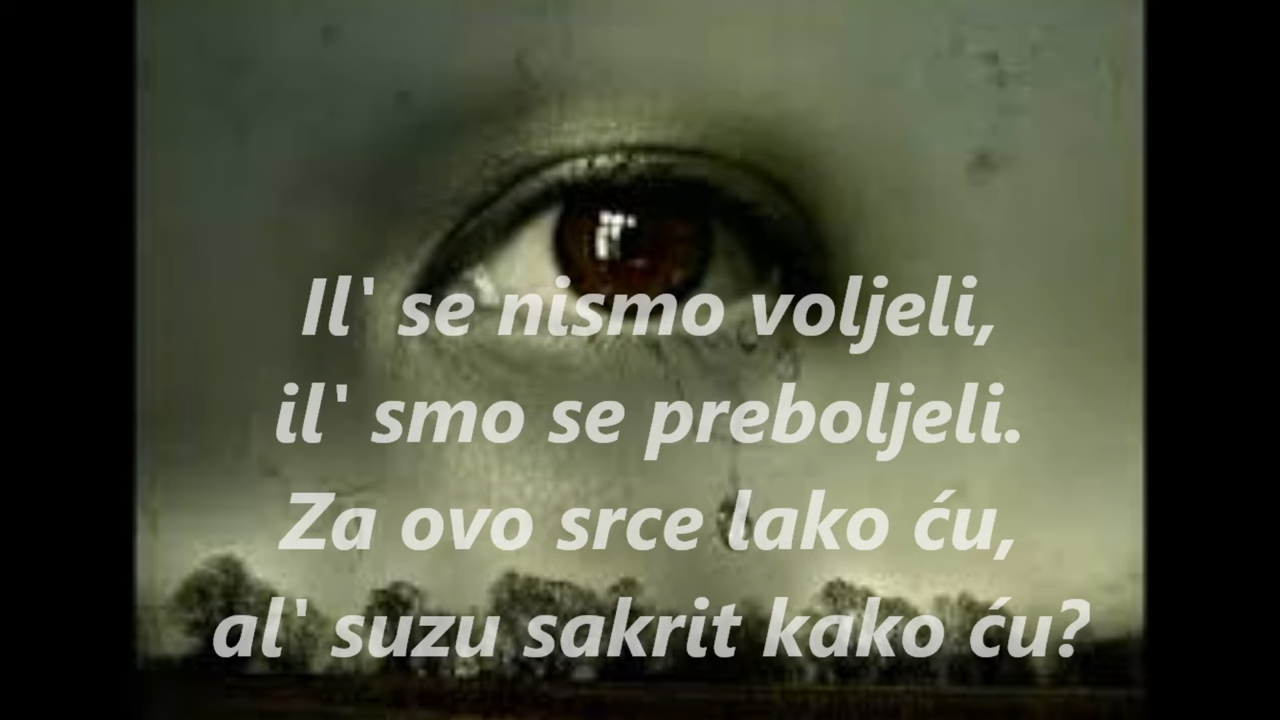 Il' se nismo voljeli,
il' smo se preboljeli.
Za ovo srce lako ću,
al' suzu sakrit kako ću?